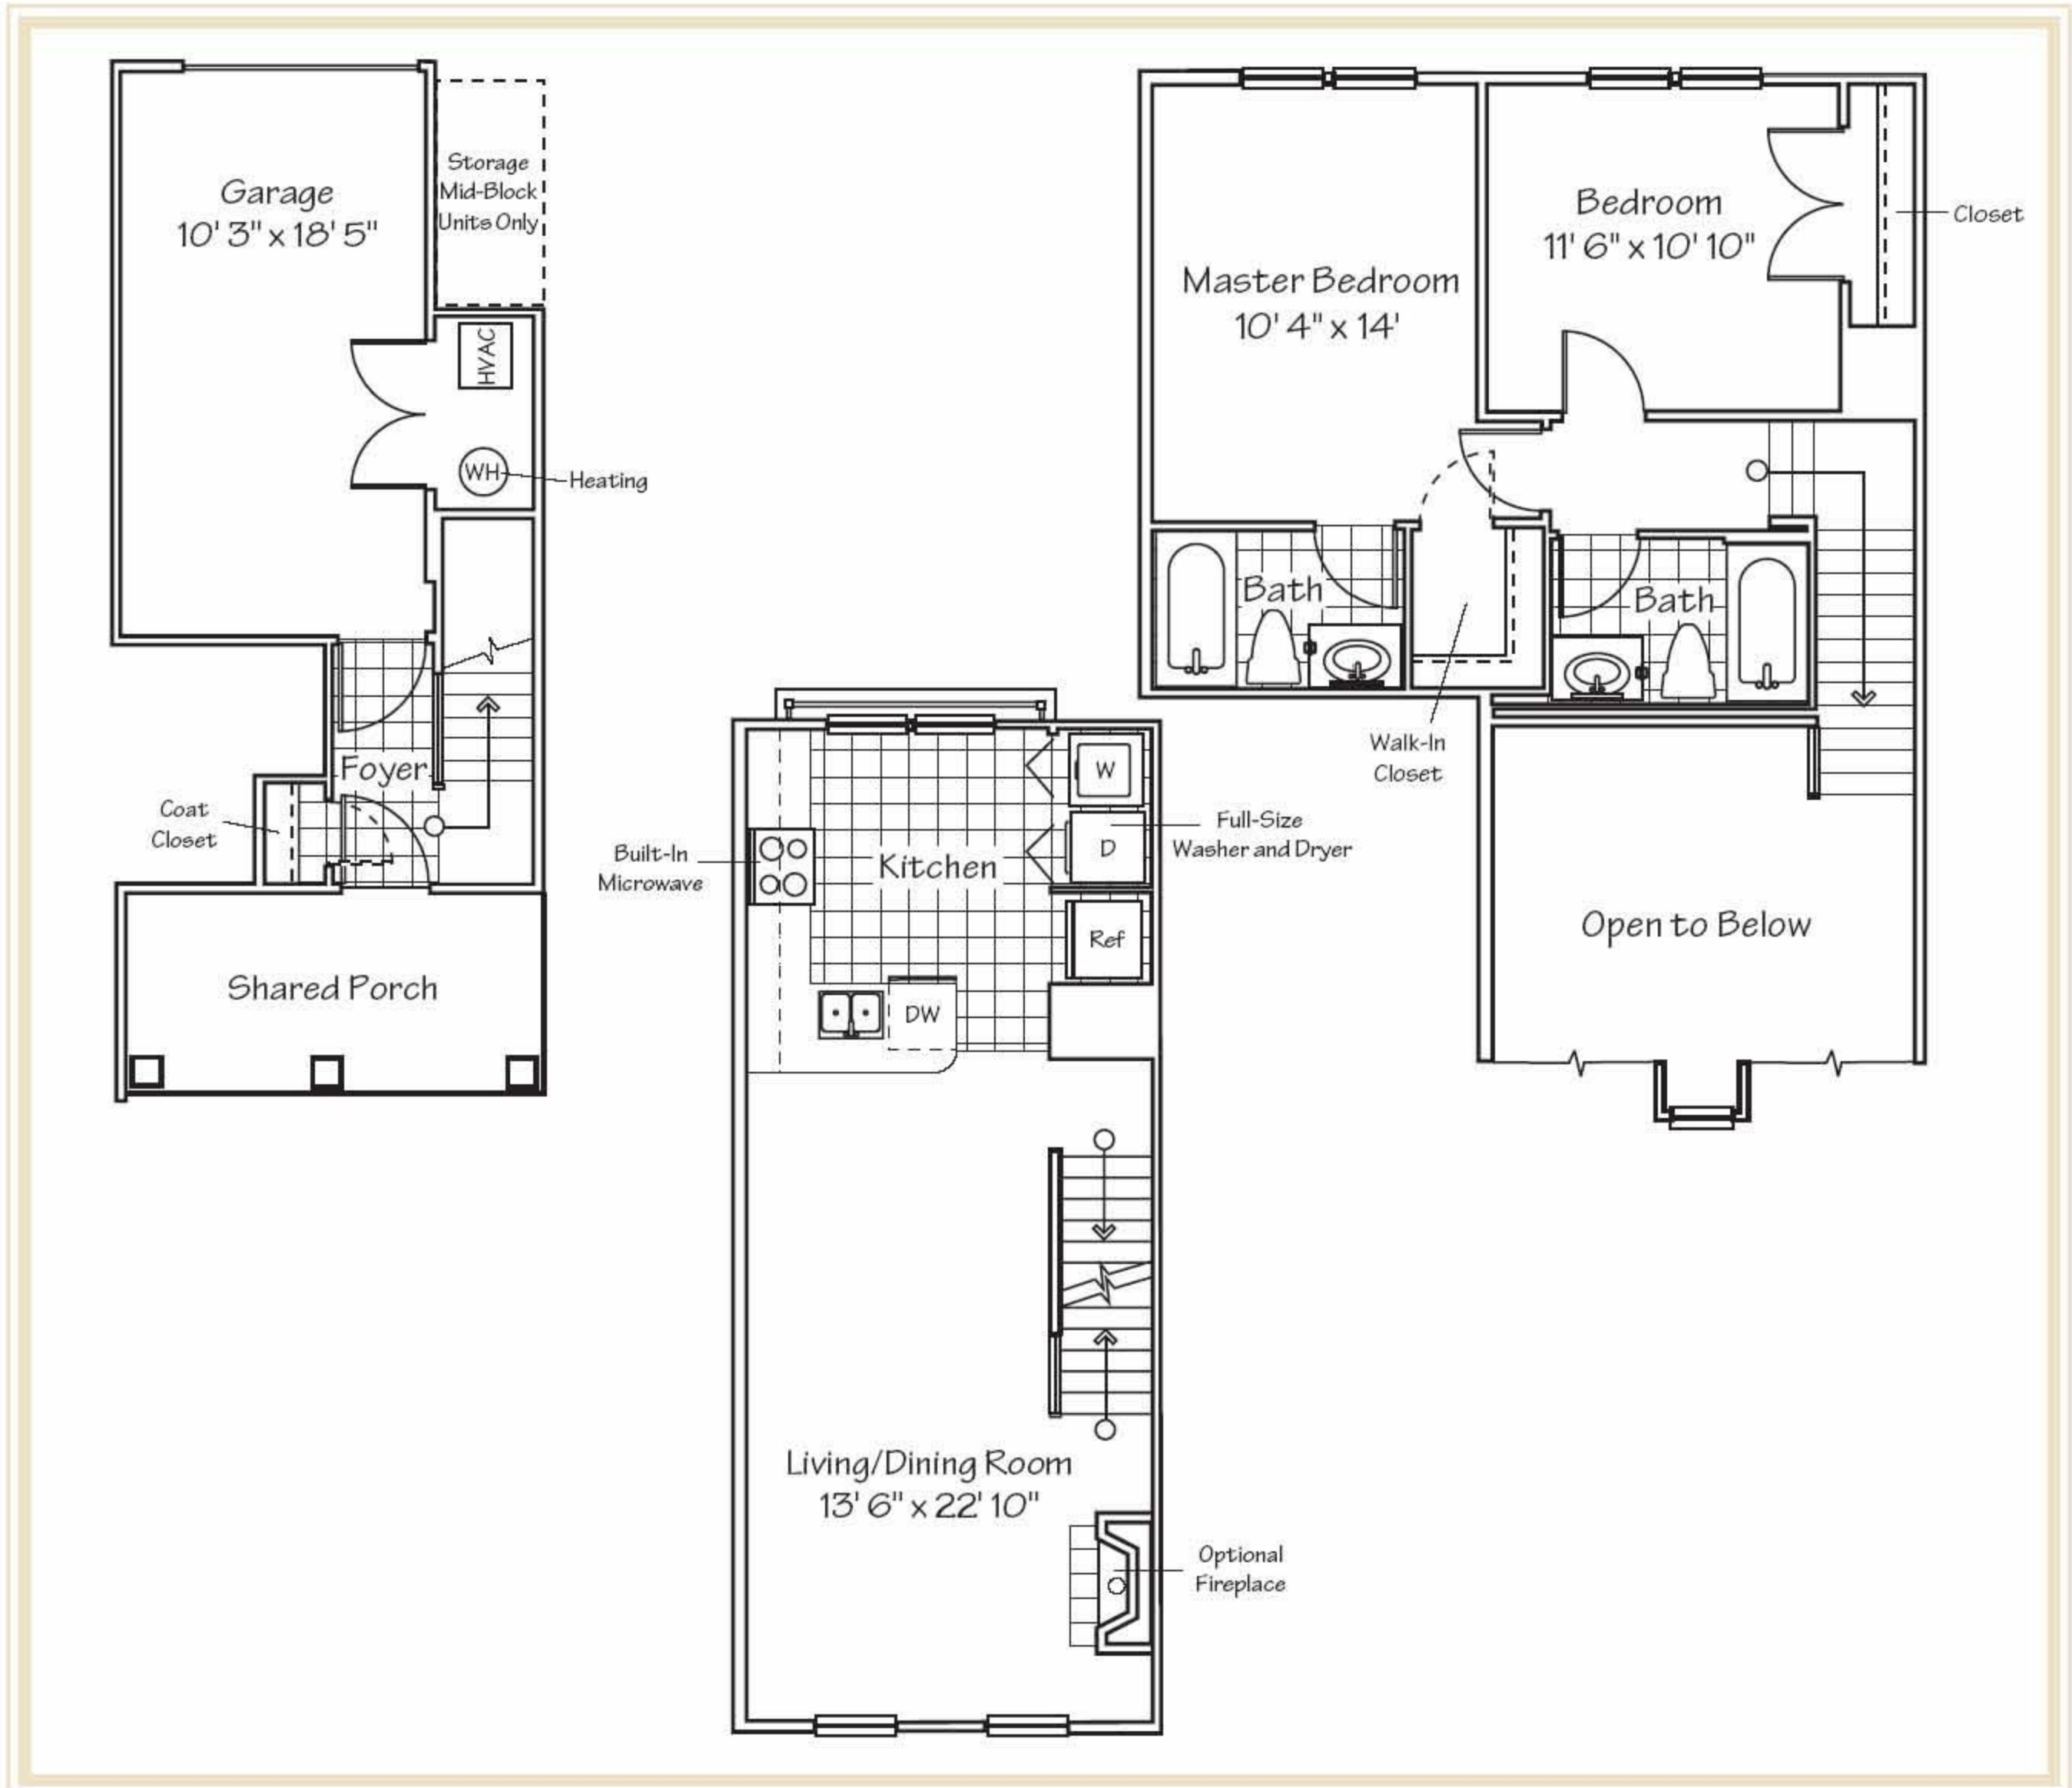 Garage
10' 3" x 18' 5"
Storage
Mid-Block
Units Only
HVAC
WH
Heating
Foyer
Coat
Closet
Shared Porch
W
D
Full-Size
Washer and Dryer
Built-In
Microwave
Kitchen
Ref
DW
Living/Dining Room
13' 6" x 22' 10"
Optional
Fireplace
Master Bedroom
10' 4" x 14'
Bedroom
11' 6" x 10' 10"
Closet
Bath
Bath
Walk-In
Closet
Open to Below